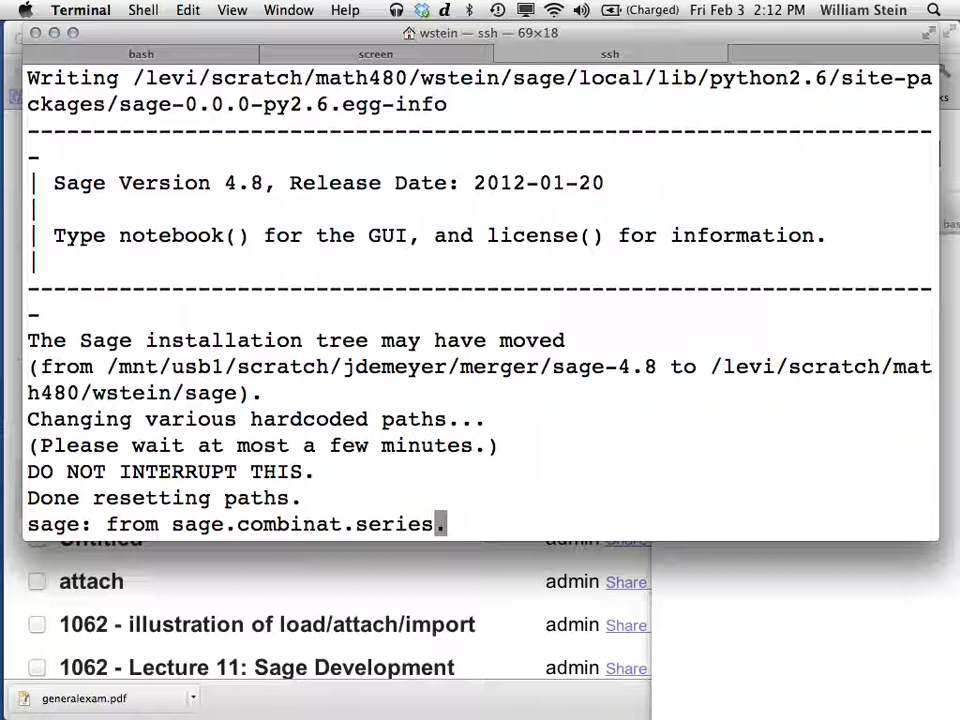 Terminal Shell Edit View Window Help (Charged) Fri Feb 3 2:12 PM William Stein
wstein — ssh — 69×18
bash screen ssh
Writing /levi/scratch/math480/wstein/sage/local/lib/python2.6/site-pa
ckages/sage-0.0.0-py2.6.egg-info
---------------------------------------------------------------------
-
| Sage Version 4.8, Release Date: 2012-01-20
|
| Type notebook() for the GUI, and license() for information.
|
---------------------------------------------------------------------
-
The Sage installation tree may have moved
(from /mnt/usb1/scratch/jdemeyer/merger/sage-4.8 to /levi/scratch/mat
h480/wstein/sage).
Changing various hardcoded paths...
(Please wait at most a few minutes.)
DO NOT INTERRUPT THIS.
Done resetting paths.
sage: from sage.combinat.series.
Untitled admin Share
attach admin Share
1062 - illustration of load/attach/import admin Share
1062 - Lecture 11: Sage Development admin Share
generalexam.pdf